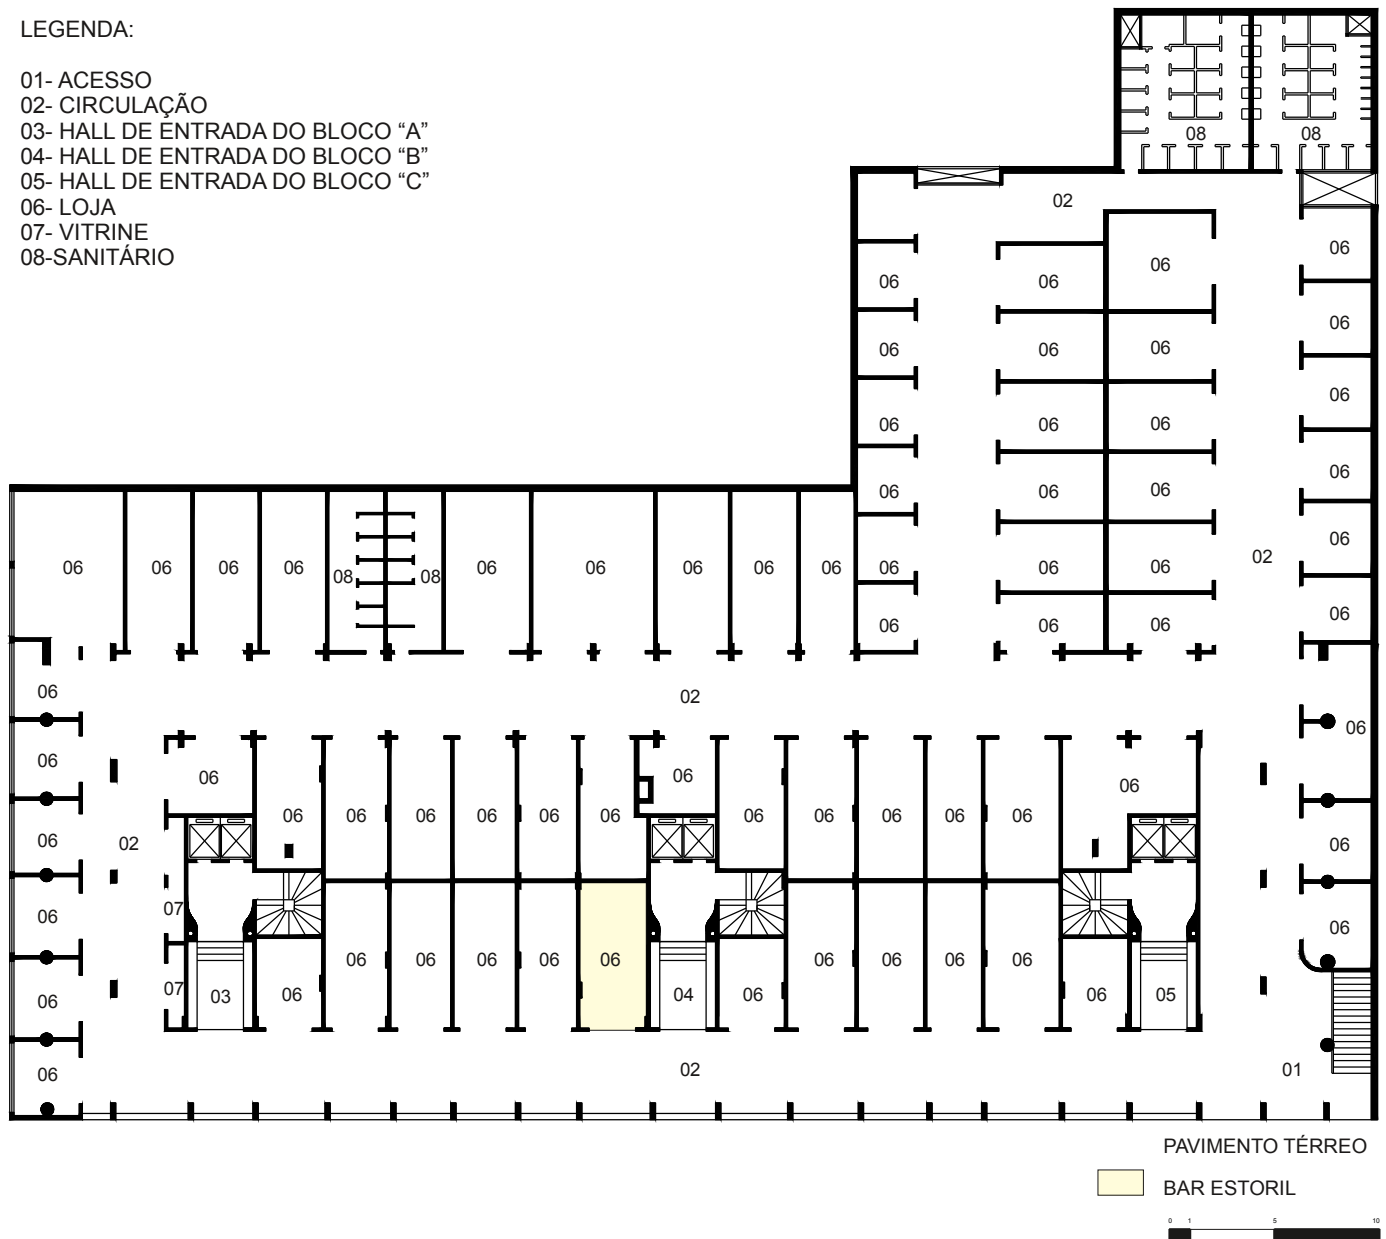 LEGENDA:
01- ACESSO
02- CIRCULAÇÃO
03- HALL DE ENTRADA DO BLOCO “A”
04- HALL DE ENTRADA DO BLOCO “B”
05- HALL DE ENTRADA DO BLOCO “C”
06- LOJA
07- VITRINE
08-SANITÁRIO
08 08
02
06 06 06 06
06 06 06 06
06 06 06 06
06 06 06 06
06 06 06 06
06 06 06 06
02
06 06 06 06 08 08 06 06 06 06 06
06 02 06
06 06 06 06 06 06 06 06 06 06 06 06 06 06 06 06
06 02 06
06 07 06
06 07 03 06 06 06 06 06 06 04 06 06 06 06 06 06 05
06 02 01
PAVIMENTO TÉRREO
BAR ESTORIL
0 1 5 10